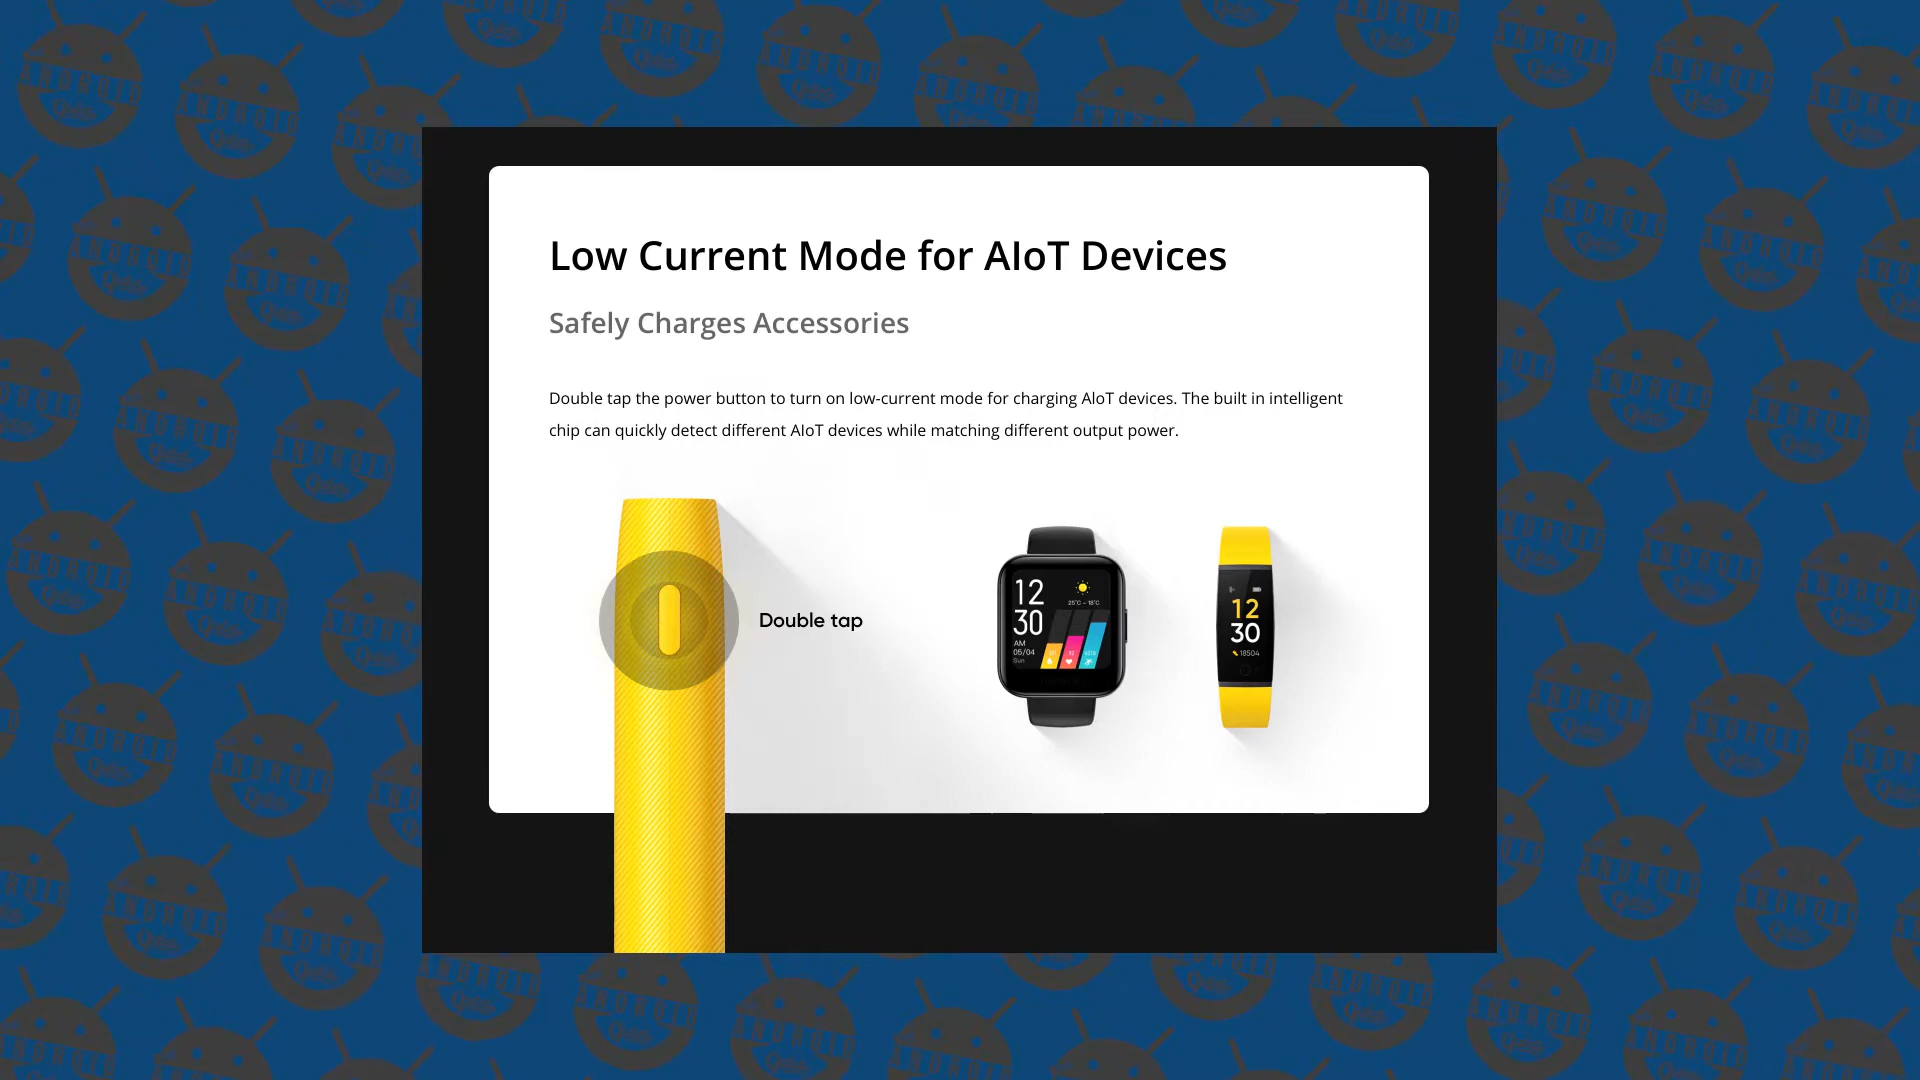 Low Current Mode for AIoT Devices
Safely Charges Accessories
Double tap the power button to turn on low-current mode for charging AIoT devices. The built in intelligent
chip can quickly detect different AIoT devices while matching different output power.
Double tap
12
30
AM
05/04
Sun
25°C ~ 18°C
12
30
18504